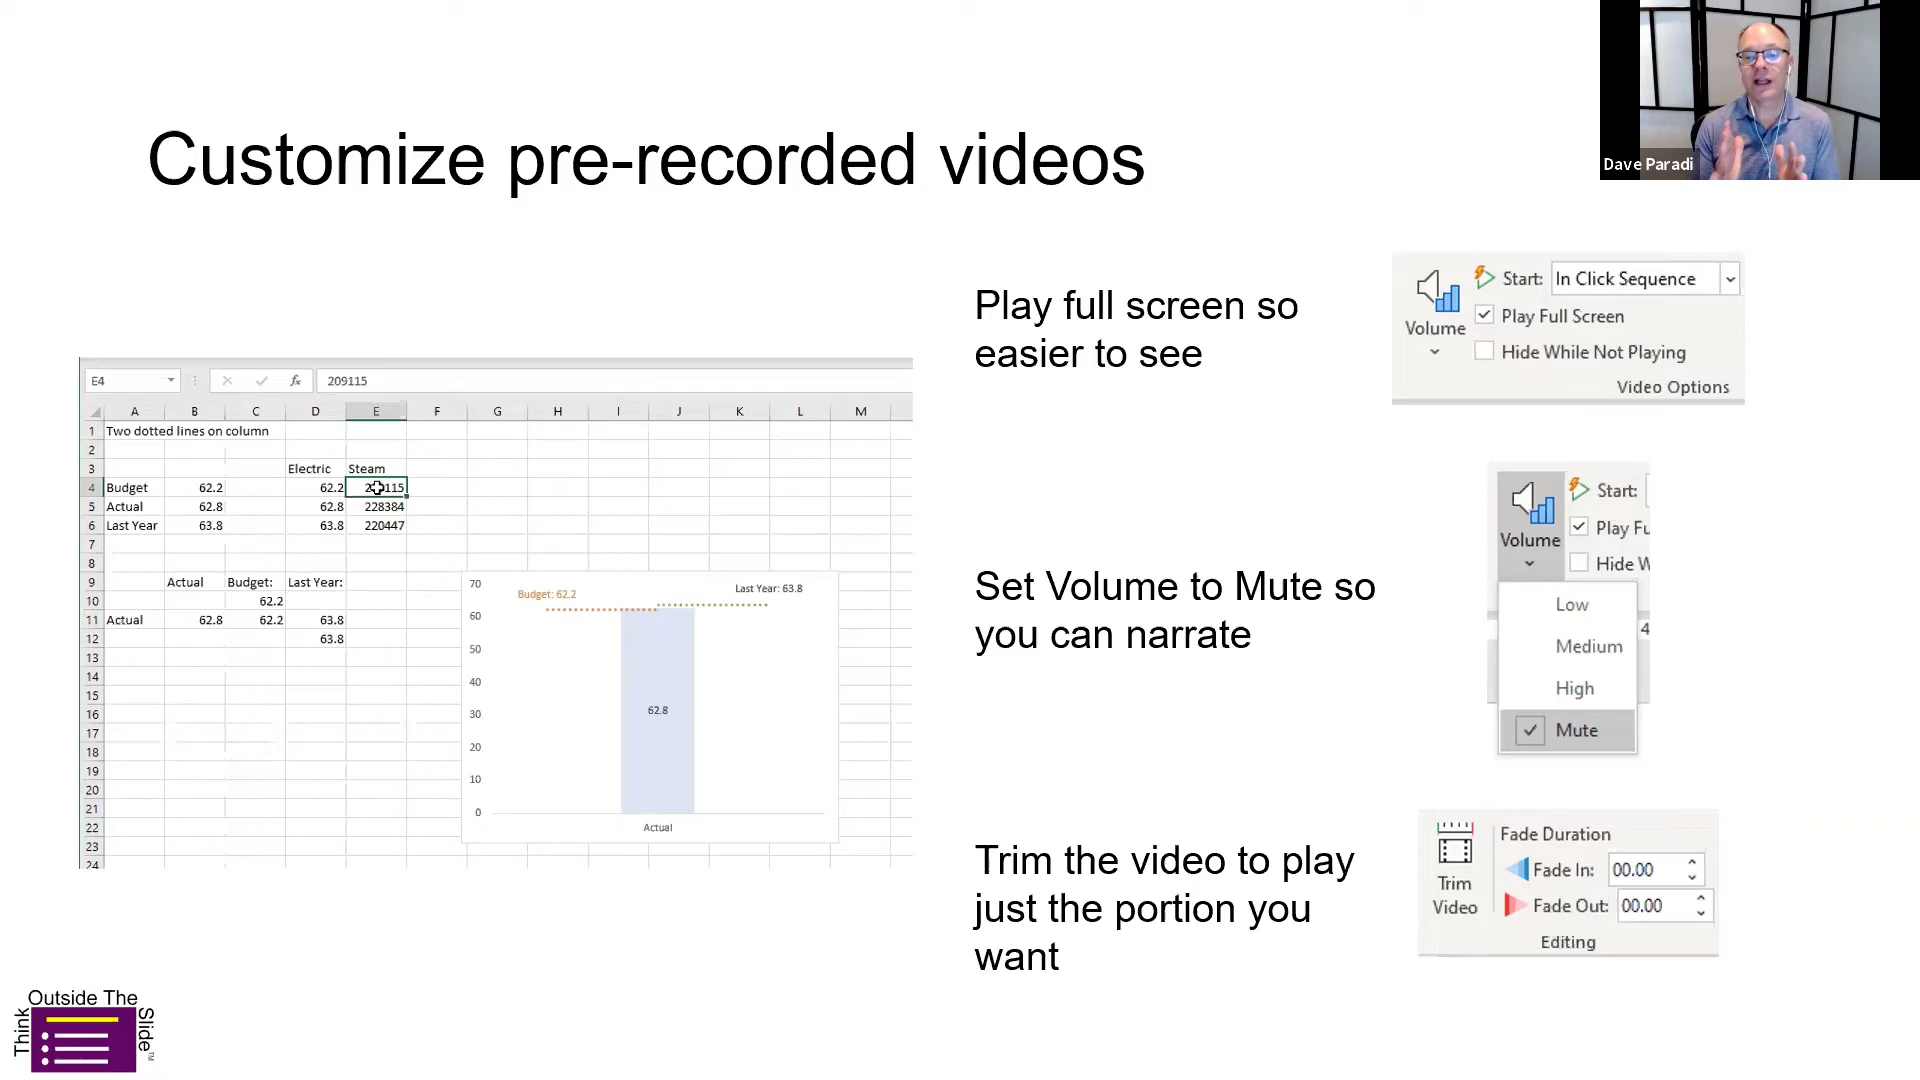 Customize pre-recorded videos
Dave Paradi
Play full screen so
easier to see
Start: In Click Sequence
Volume
Play Full Screen
Hide While Not Playing
Video Options
E4
fx
209115
A B C D E F G H I J K L M
1 Two dotted lines on column
2
3 Electric Steam
4 Budget 62.2 62.2
5 Actual 62.8 62.8 228384
6 Last Year 63.8 63.8 220447
7
8
9 Actual Budget: Last Year:
10 62.2
11 Actual 62.8 62.2 63.8
12 63.8
13
14
15
16
17
18
19
20
21
22
23
24
70
60
50
40
30
20
10
0
Budget: 62.2
Last Year: 63.8
62.8
Actual
Set Volume to Mute so
you can narrate
Volume
Start:
Play Fu
Hide W
4
Low
Medium
High
Mute
Trim the video to play
just the portion you
want
Trim
Video
Fade Duration
Fade In: 00.00
Fade Out: 00.00
Editing
Think
Outside The
Slide™